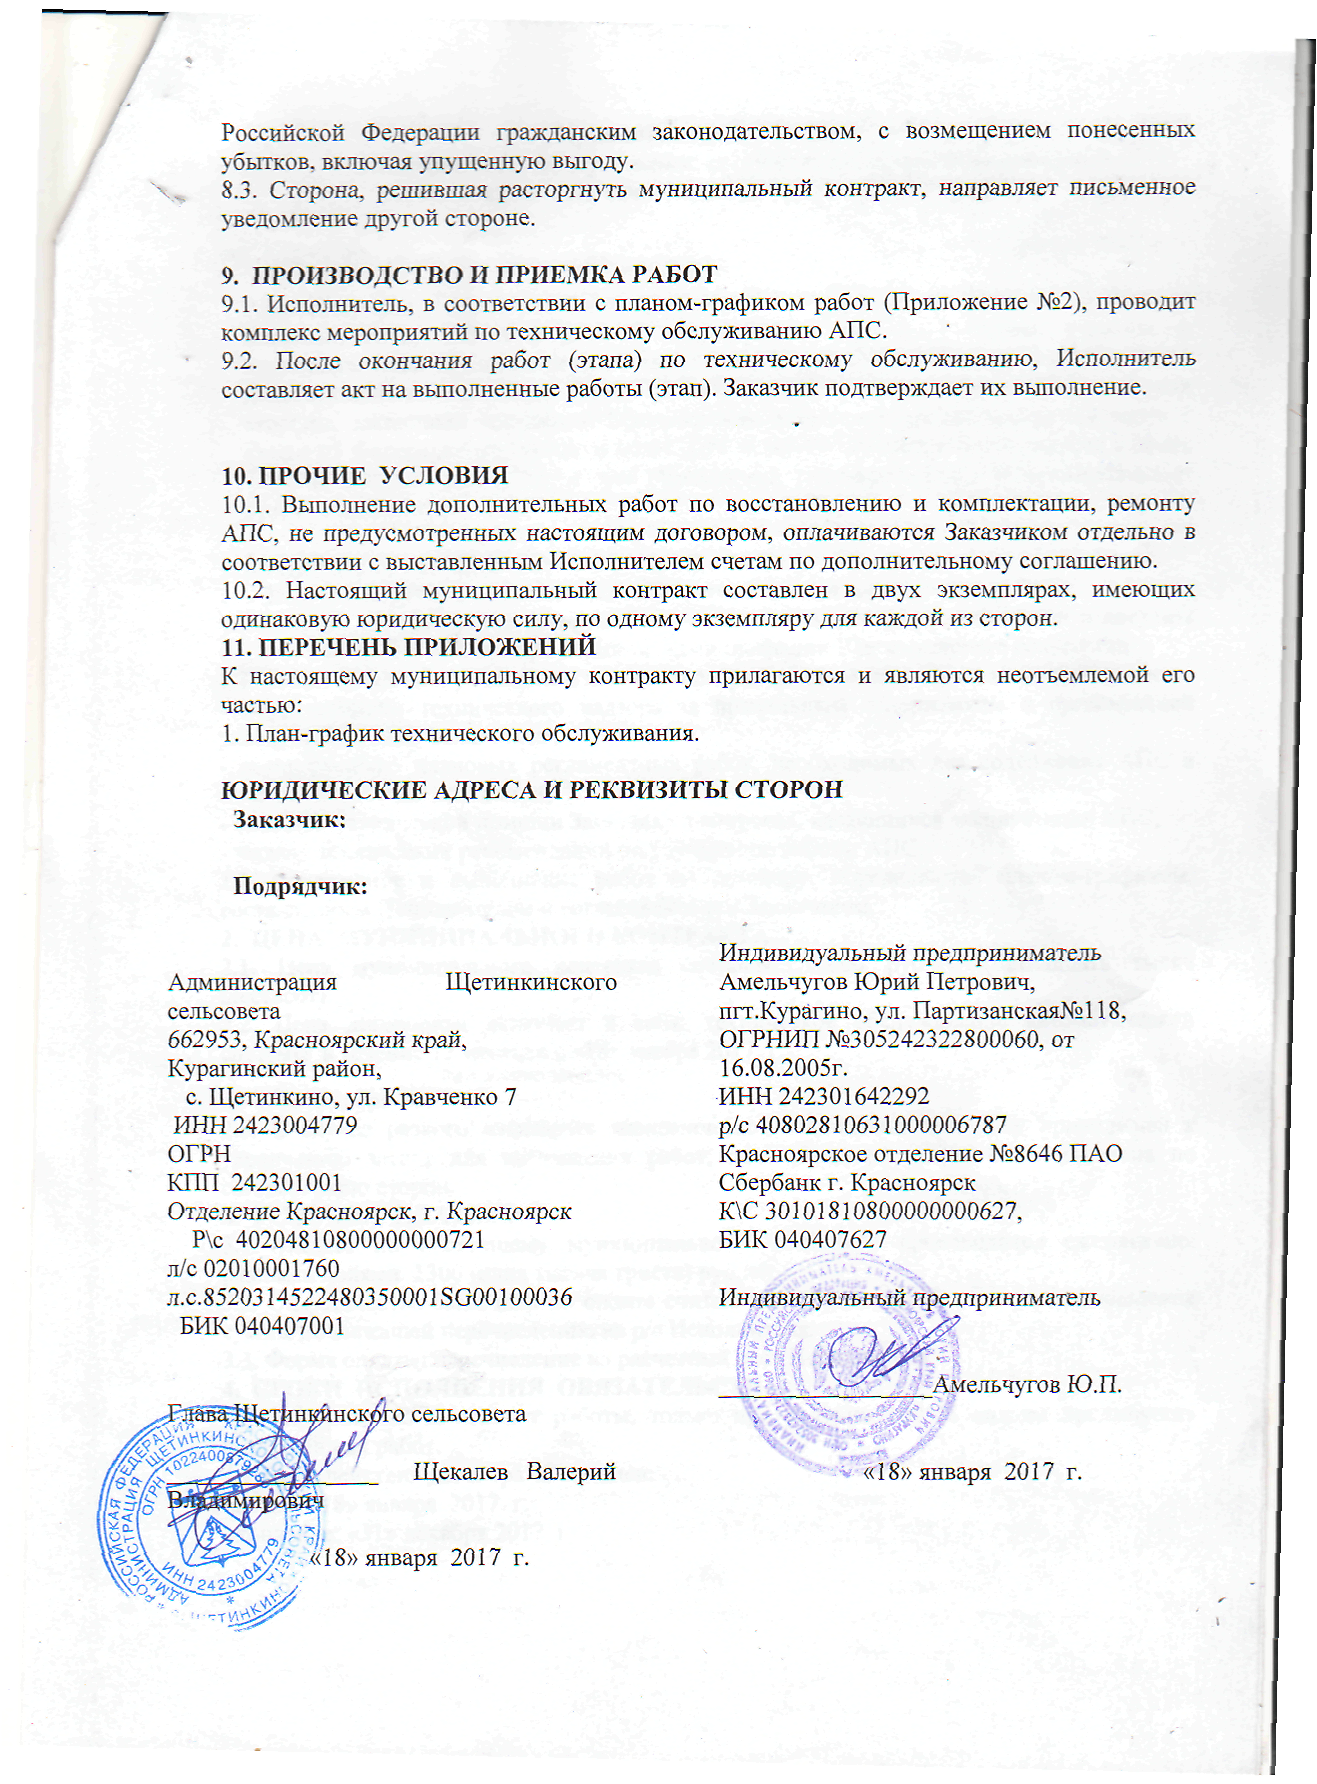 Российской Федерации гражданским законодательством, с возмещением понесенных
убытков, включая упущенную выгоду.
8.3. Сторона, решившая расторгнуть муниципальный контракт, направляет письменное
уведомление другой стороне.
9. ПРОИЗВОДСТВО И ПРИЕМКА РАБОТ
9.1. Исполнитель, в соответствии с планом-графиком работ (Приложение №2), проводит
комплекс мероприятий по техническому обслуживанию АПС.
9.2. После окончания работ (этапа) по техническому обслуживанию, Исполнитель
составляет акт на выполненные работы (этап). Заказчик подтверждает их выполнение.
10. ПРОЧИЕ УСЛОВИЯ
10.1. Выполнение дополнительных работ по восстановлению и комплектации, ремонту
АПС, не предусмотренных настоящим договором, оплачиваются Заказчиком отдельно в
соответствии с выставленным Исполнителем счетам по дополнительному соглашению.
10.2. Настоящий муниципальный контракт составлен в двух экземплярах, имеющих
одинаковую юридическую силу, по одному экземпляру для каждой из сторон.
11. ПЕРЕЧЕНЬ ПРИЛОЖЕНИЙ
К настоящему муниципальному контракту прилагаются и являются неотъемлемой его
частью:
1. План-график технического обслуживания.
ЮРИДИЧЕСКИЕ АДРЕСА И РЕКВИЗИТЫ СТОРОН
Заказчик:
Подрядчик:
Администрация Щетинкинского
сельсовета
662953, Красноярский край,
Курагинский район,
с. Щетинкино, ул. Кравченко 7
ИНН 2423004779
ОГРН
КПП 242301001
Отделение Красноярск, г. Красноярск
Р\с 40204810800000000721
л/с 02010001760
л.с.8520314522480350001SG00100036
БИК 040407001
Глава Щетинкинского сельсовета
_________________ Щекалев Валерий
Владимирович
«18» января 2017 г.
Индивидуальный предприниматель
Амельчугов Юрий Петрович,
пгт.Курагино, ул. Партизанская№118,
ОГРНИП №305242322800060, от
16.08.2005г.
ИНН 242301642292
р/с 40802810631000006787
Красноярское отделение №8646 ПАО
Сбербанк г. Красноярск
К\С 30101810800000000627,
БИК 040407627
Индивидуальный предприниматель
_________________Амельчугов Ю.П.
«18» января 2017 г.
РОССИЙСКАЯ ФЕДЕРАЦИЯ
АДМИНИСТРАЦИЯ ЩЕТИНКИНСКОГО СЕЛЬСОВЕТА
ИНН 2423004779